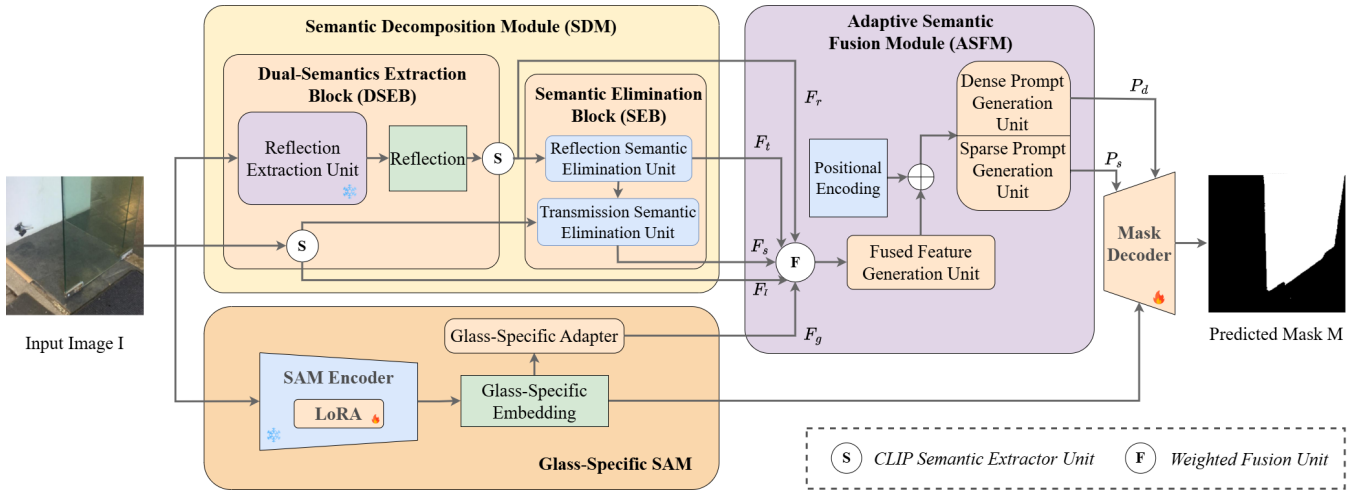 Semantic Decomposition Module (SDM)
Dual-Semantics Extraction
Block (DSEB)
Reflection
Extraction Unit
Reflection
S
S
Semantic Elimination
Block (SEB)
Reflection Semantic
Elimination Unit
Transmission Semantic
Elimination Unit
F_r
F_t
F_s
F_l
F_g
Adaptive Semantic
Fusion Module (ASFM)
Dense Prompt
Generation
Unit
Sparse Prompt
Generation
Unit
Positional
Encoding
F
Fused Feature
Generation Unit
P_d
P_s
Mask
Decoder
Input Image I
Predicted Mask M
Glass-Specific Adapter
SAM Encoder
LoRA
Glass-Specific
Embedding
Glass-Specific SAM
S CLIP Semantic Extractor Unit
F Weighted Fusion Unit